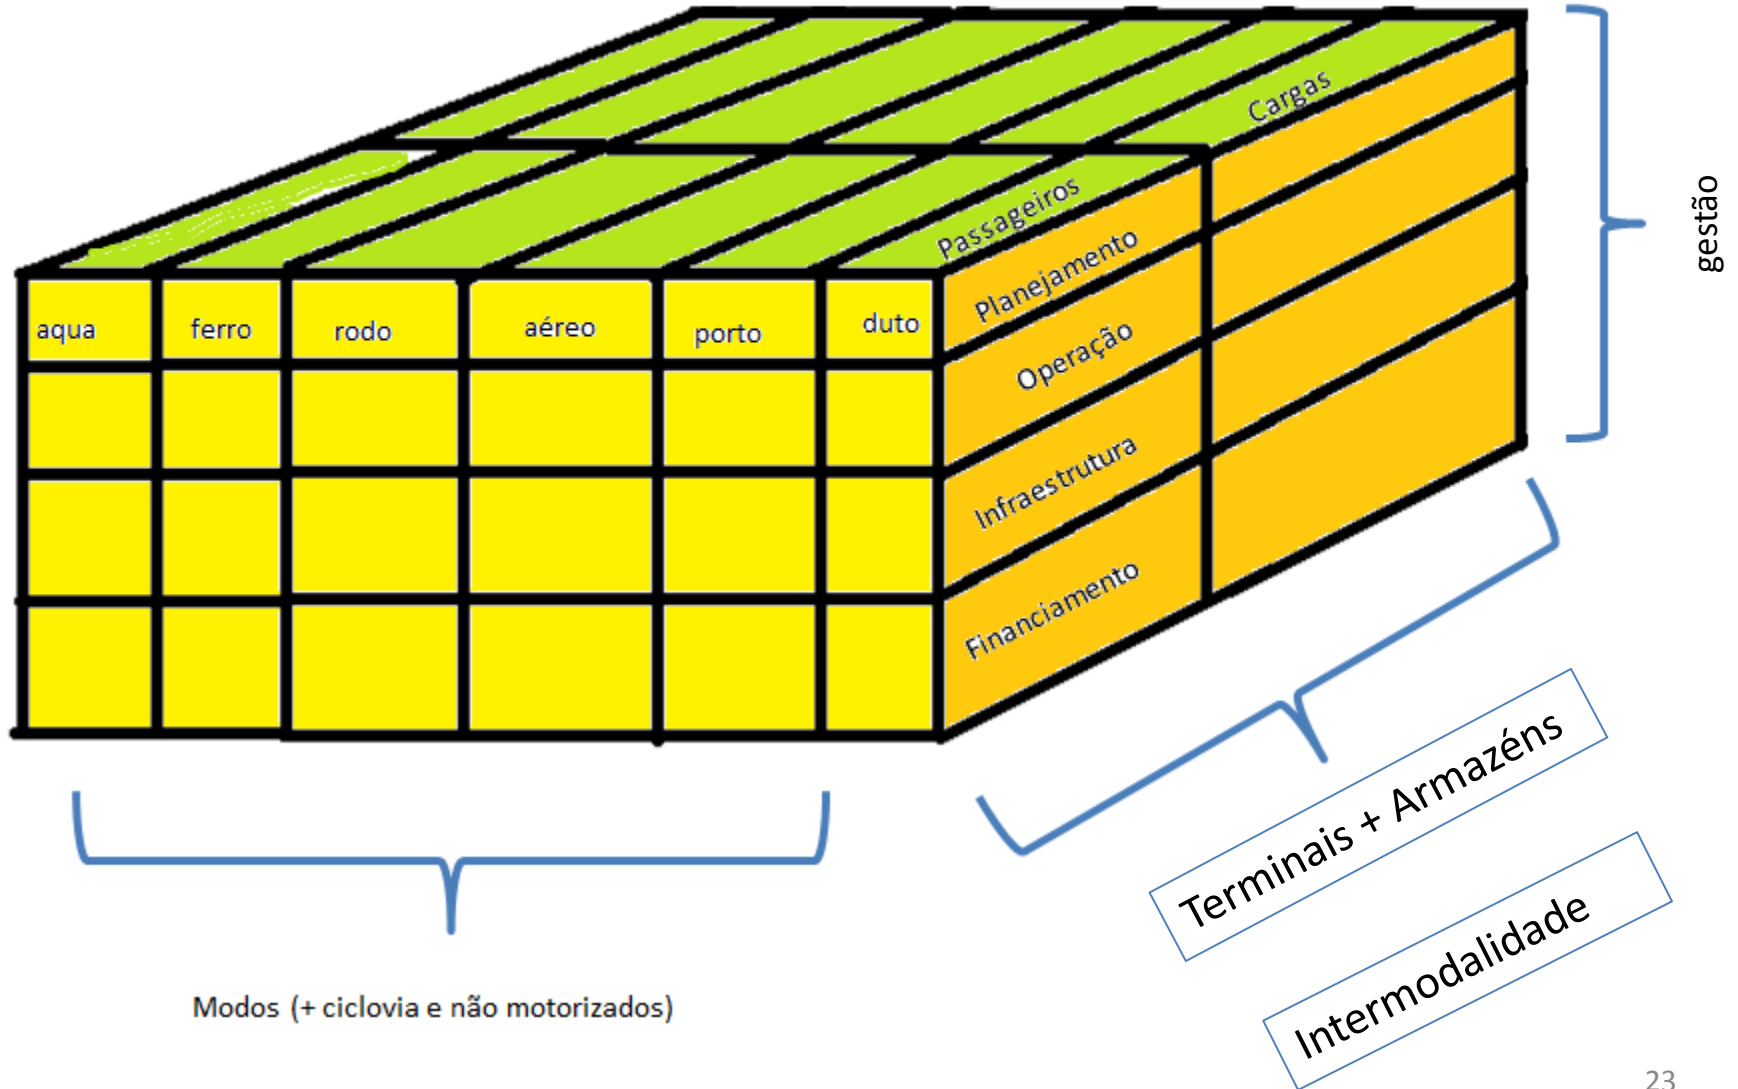 Cargas
Passageiros
gestão
aqua
ferro
rodo
aéreo
porto
duto
Planejamento
Operação
Infraestrutura
Financiamento
Terminais + Armazéns
Intermodalidade
Modos (+ ciclovia e não motorizados)
23